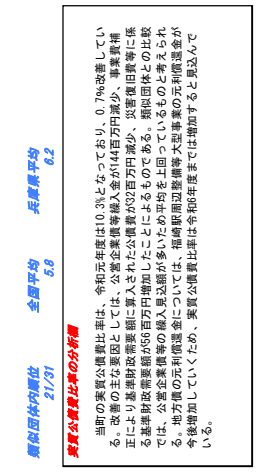 類似団体内順位 全国平均 兵庫県平均
21/31 5.8 6.2
実質公債費比率の分析欄
当町の実質公債費比率は、令和元年度は10.3%となっており、0.7%改善してい
る。改善の主な要因としては、公営企業債等繰入金が144百万円減少、事業費補
正により基準財政需要額に算入された公債費が32百万円減少、災害復旧費等に係
る基準財政需要額が56百万円増加したことによるものである。類似団体との比較
では、公営企業債等の繰入見込額が多いため平均を上回っているものと考えられ
る。地方債の元利償還金については、福崎駅周辺整備等大型事業の元利償還金が
今後増加していくため、実質公債費比率は令和6年度までは増加すると見込んで
いる。